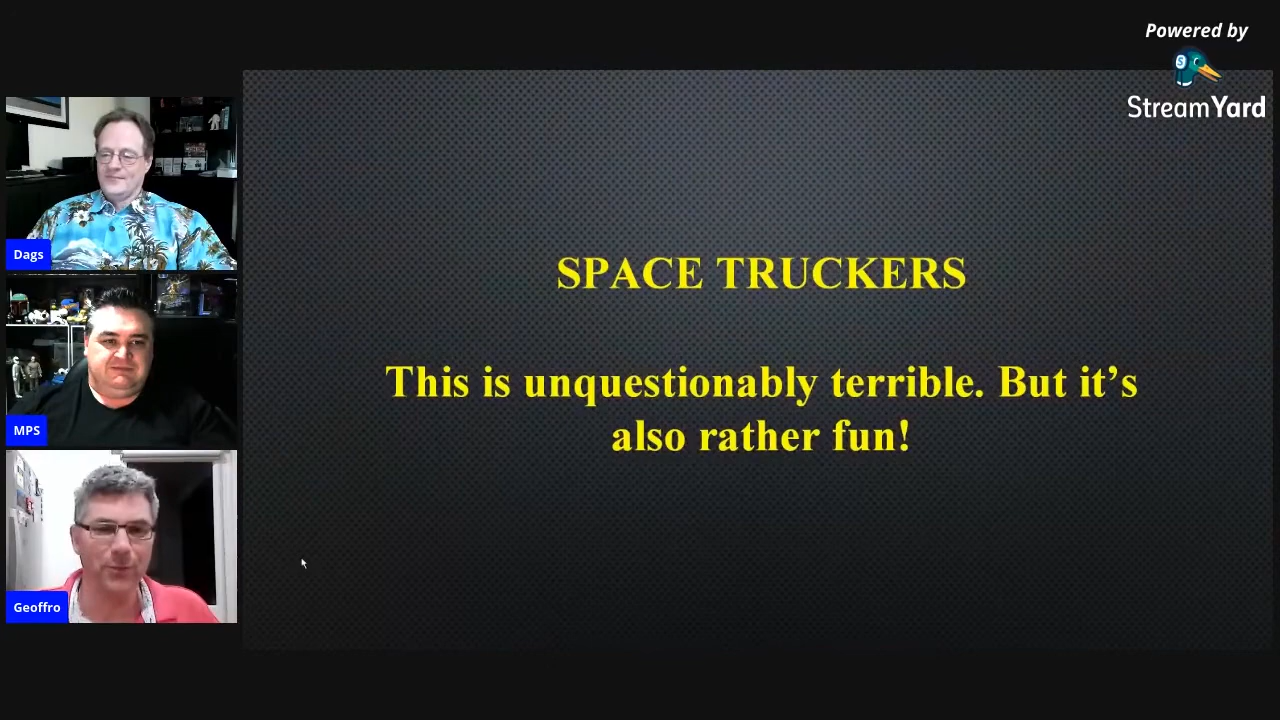 Powered by
StreamYard
Dags
MPS
Geoffro
SPACE TRUCKERS
This is unquestionably terrible. But it’s
also rather fun!